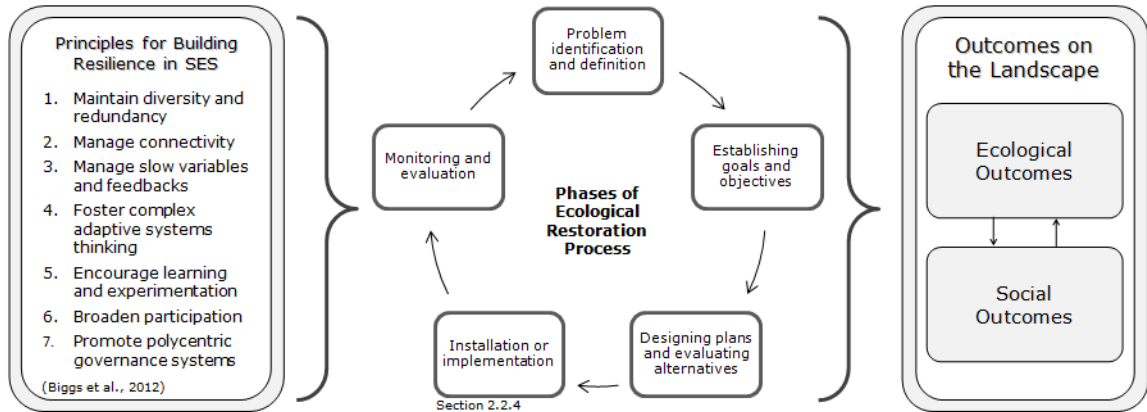 Principles for Building
Resilience in SES
1. Maintain diversity and
redundancy
2. Manage connectivity
3. Manage slow variables
and feedbacks
4. Foster complex
adaptive systems
thinking
5. Encourage learning
and experimentation
6. Broaden participation
7. Promote polycentric
governance systems
(Biggs et al., 2012)
Problem
identification
and definition
Establishing
goals and
objectives
Designing plans
and evaluating
alternatives
Installation or
implementation
Section 2.2.4
Monitoring and
evaluation
Phases of
Ecological
Restoration
Process
Outcomes on
the Landscape
Ecological
Outcomes
Social
Outcomes